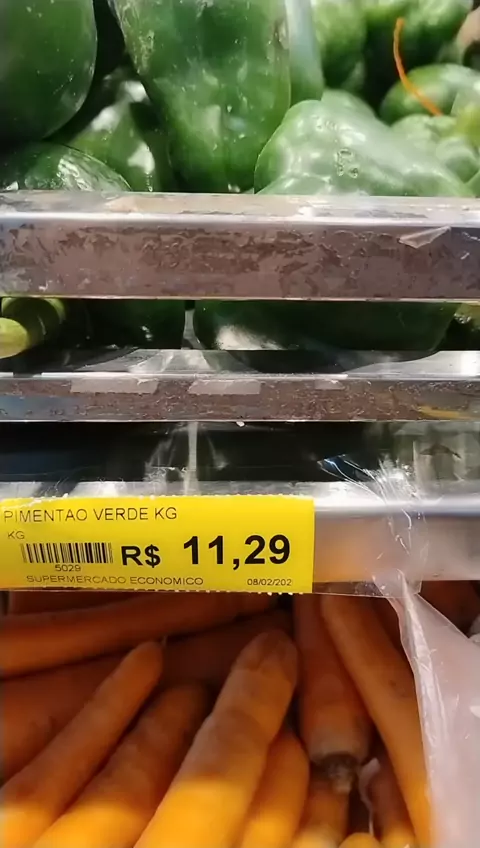 PIMENTAO VERDE KG
KG
5029
R$ 11,29
SUPERMERCADO ECONOMICO 08/02/202